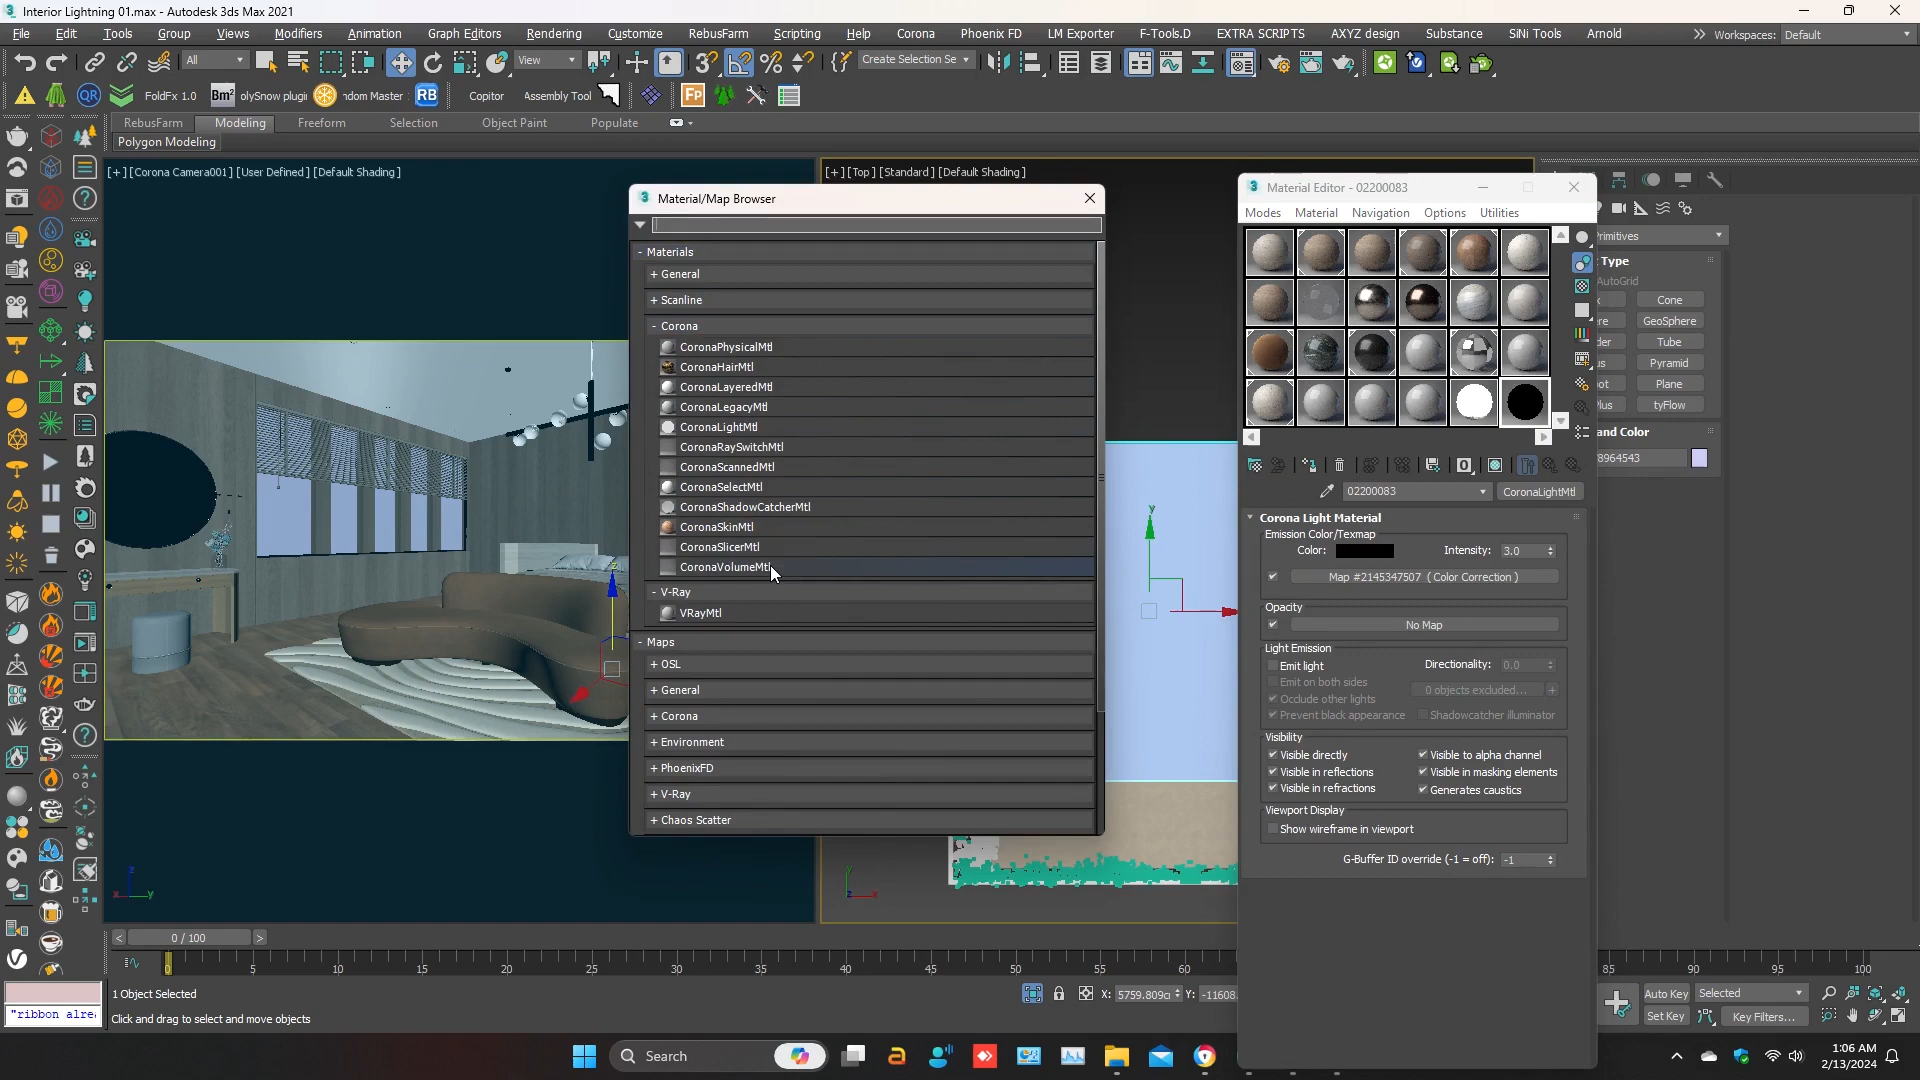 Interior Lightning 01.max - Autodesk 3ds Max 2021
File Edit Tools Group Views Modifiers Animation Graph Editors Rendering Customize RebusFarm Scripting Help Corona Phoenix FD LM Exporter F-Tools.D EXTRA SCRIPTS AXYZ design Substance SiNi Tools Arnold Workspaces: Default
All View Create Selection Se
QR FoldFx 1.0 Bm² olySnow plugi ndom Master RB Copitor Assembly Tool Fp
RebusFarm Modeling Freeform Selection Object Paint Populate
Polygon Modeling
[+] [Corona Camera001] [User Defined] [Default Shading]
[+] [Top] [Standard] [Default Shading]
Material/Map Browser
- Materials
+ General
+ Scanline
- Corona
CoronaPhysicalMtl
CoronaHairMtl
CoronaLayeredMtl
CoronaLegacyMtl
CoronaLightMtl
CoronaRaySwitchMtl
CoronaScannedMtl
CoronaSelectMtl
CoronaShadowCatcherMtl
CoronaSkinMtl
CoronaSlicerMtl
CoronaVolumeMtl
- V-Ray
VRayMtl
- Maps
+ OSL
+ General
+ Corona
+ Environment
+ PhoenixFD
+ V-Ray
+ Chaos Scatter
Material Editor - 02200083
Modes Material Navigation Options Utilities
02200083 CoronaLightMtl
Corona Light Material
Emission Color/Texmap
Color: Intensity: 3.0
Map #2145347507 ( Color Correction )
Opacity
No Map
Light Emission
Emit light Directionality: 0.0
Emit on both sides 0 objects excluded... +
Occlude other lights
Prevent black appearance Shadowcatcher illuminator
Visibility
Visible directly Visible to alpha channel
Visible in reflections Visible in masking elements
Visible in refractions Generates caustics
Viewport Display
Show wireframe in viewport
G-Buffer ID override (-1 = off): -1
rimitives
Type
AutoGrid
Cone
GeoSphere
Tube
Pyramid
Plane
tyFlow
and Color
8964543
0 / 100
0 5 10 15 20 25 30 35 40 45 50 55 60 85 90 95 100
1 Object Selected
X: 5759.809 Y: -11608.
Auto Key Selected
"ribbon alre
Click and drag to select and move objects
Set Key Key Filters...
Search
1:06 AM
2/13/2024